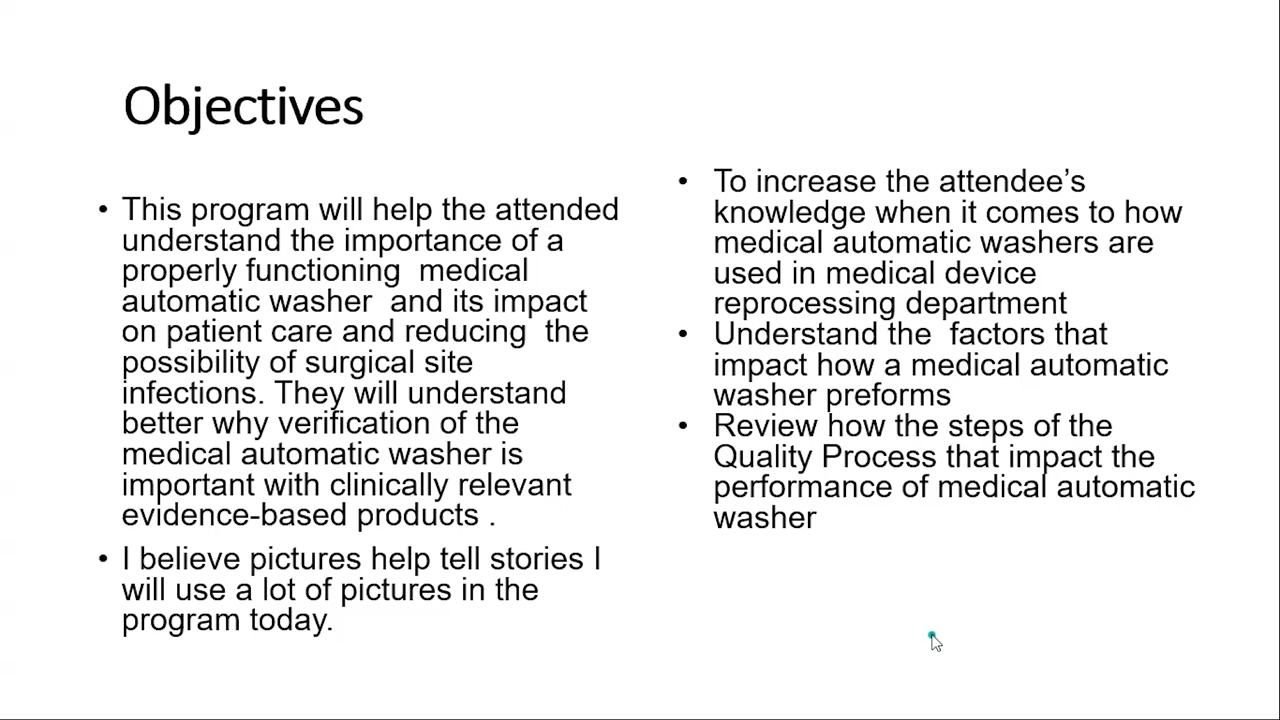 Objectives
• This program will help the attended
understand the importance of a
properly functioning  medical
automatic washer  and its impact
on patient care and reducing  the
possibility of surgical site
infections. They will understand
better why verification of the
medical automatic washer is
important with clinically relevant
evidence-based products .
• I believe pictures help tell stories I
will use a lot of pictures in the
program today.
• To increase the attendee’s
knowledge when it comes to how
medical automatic washers are
used in medical device
reprocessing department
• Understand the  factors that
impact how a medical automatic
washer preforms
• Review how the steps of the
Quality Process that impact the
performance of medical automatic
washer